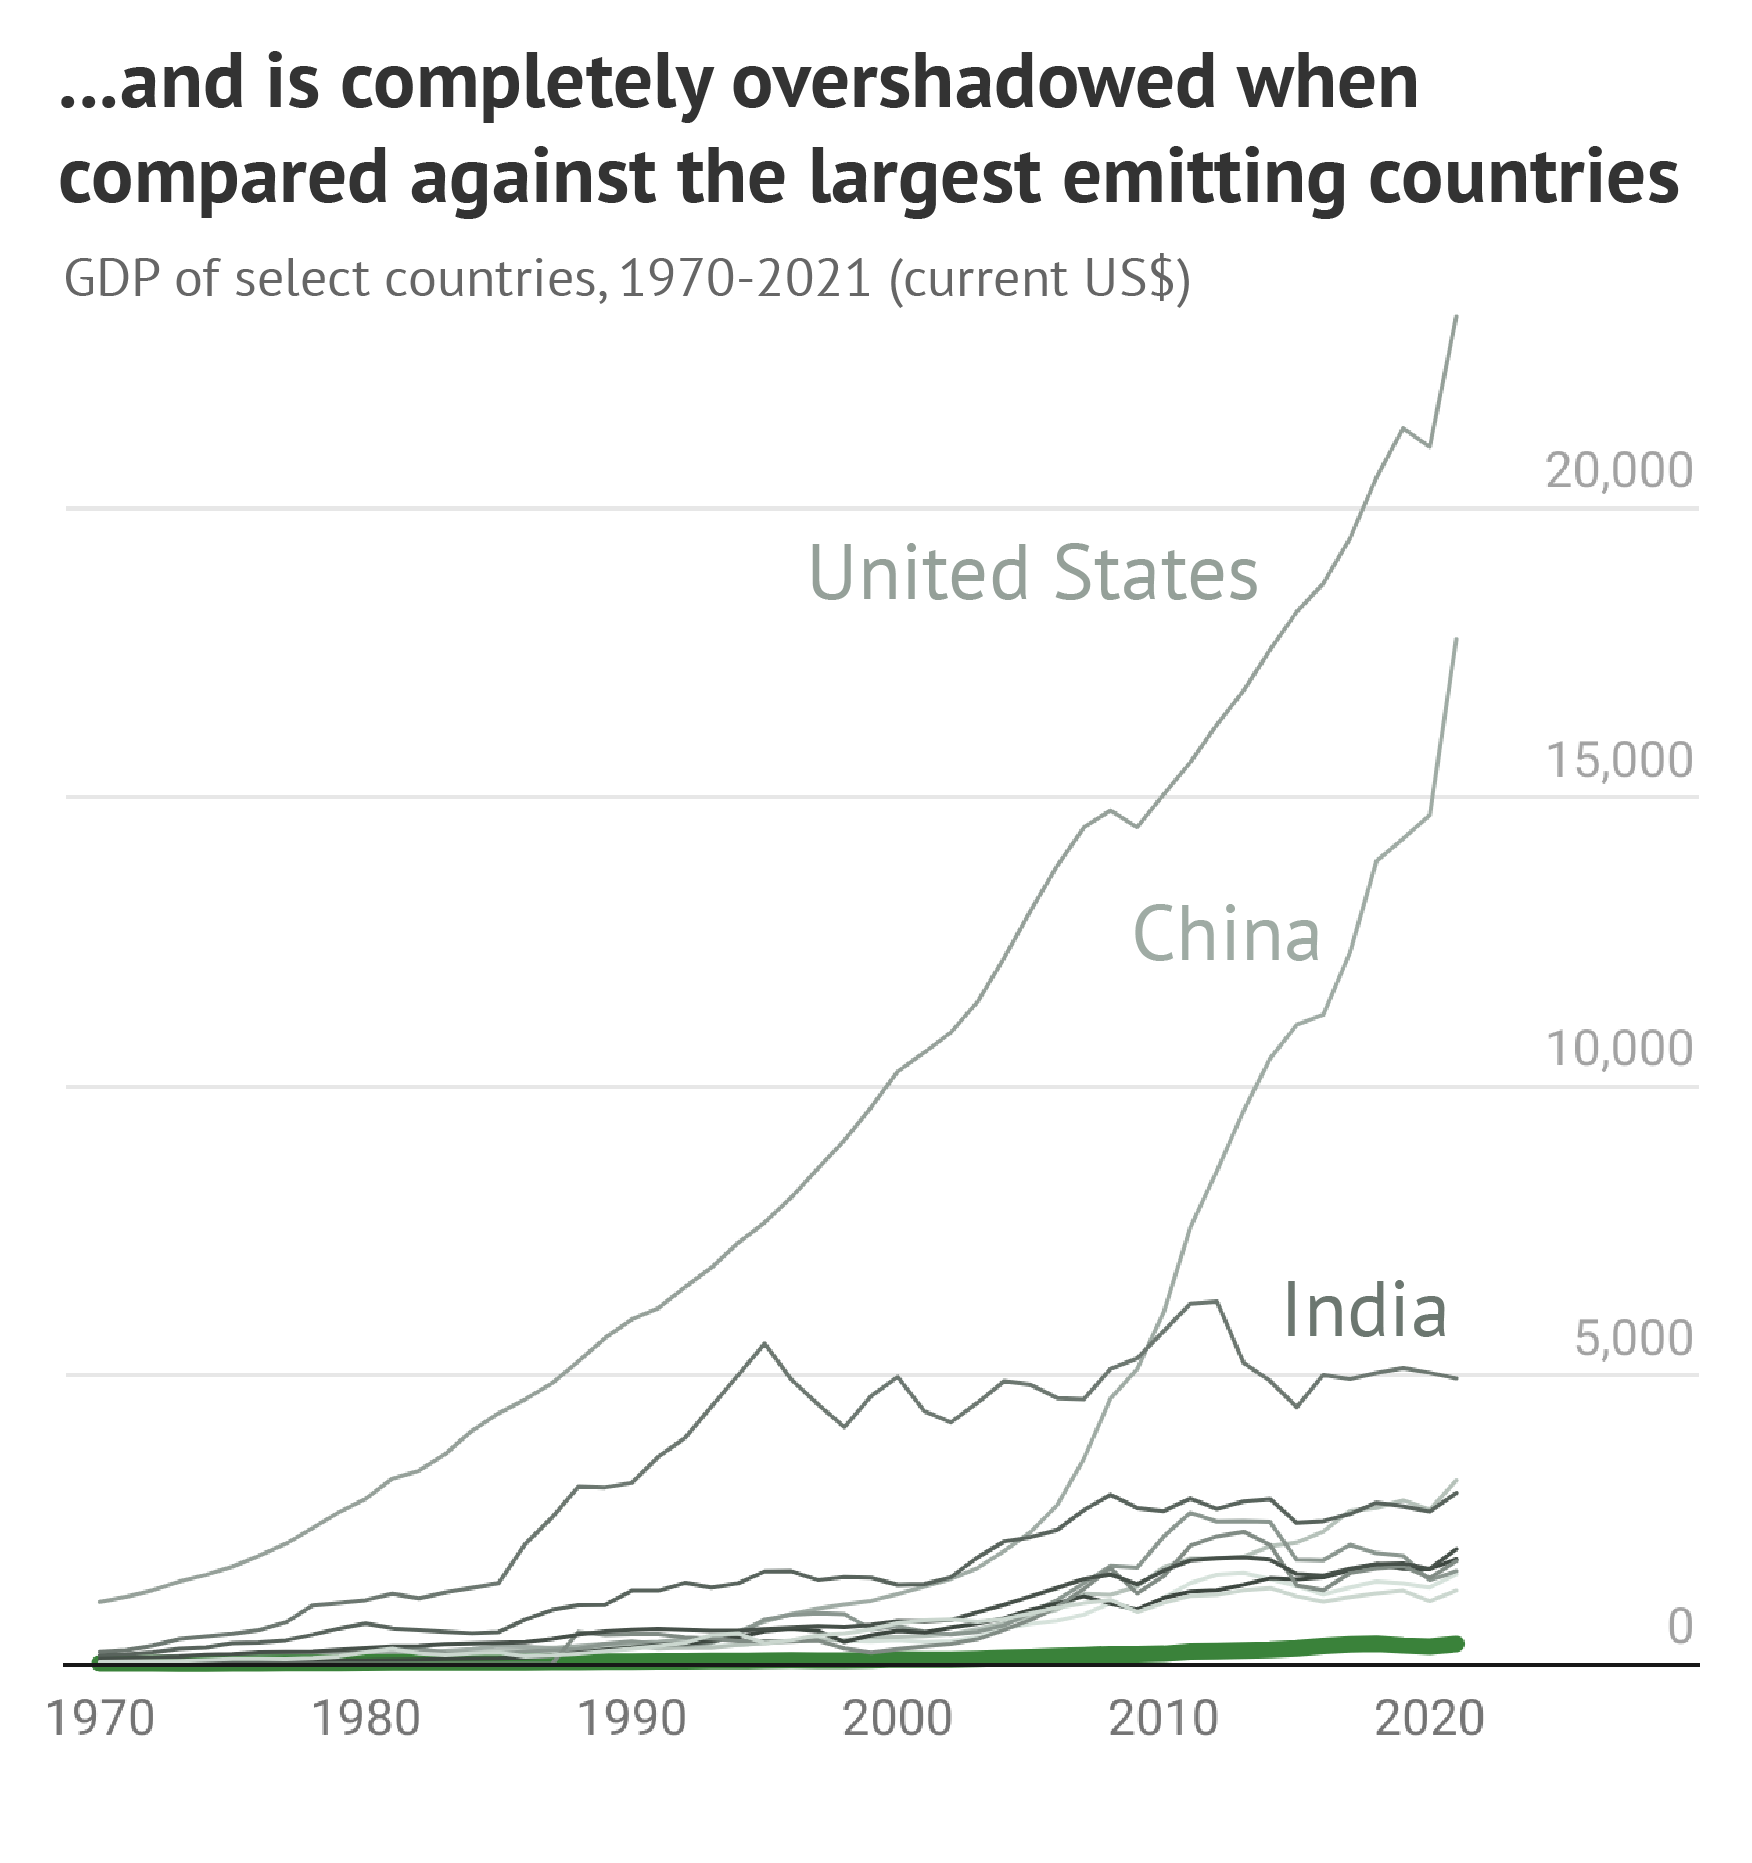 ...and is completely overshadowed when
compared against the largest emitting countries
GDP of select countries, 1970-2021 (current US$)
20,000
United States
15,000
China
10,000
India
5,000
0
1970 1980 1990 2000 2010 2020